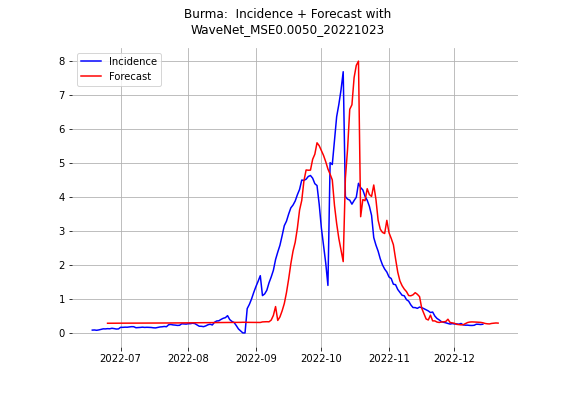 Burma:  Incidence + Forecast with
WaveNet_MSE0.0050_20221023
Incidence
Forecast
8
7
6
5
4
3
2
1
0
2022-07 2022-08 2022-09 2022-10 2022-11 2022-12